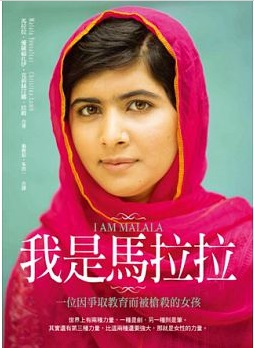 I AM MALALA
我是馬拉拉
一位因爭取教育而被槍殺的女孩
世界上有兩種力量，一種是劍，另一種則是筆。
其實還有第三種力量，比這兩種還要強大，那就是女性的力量。